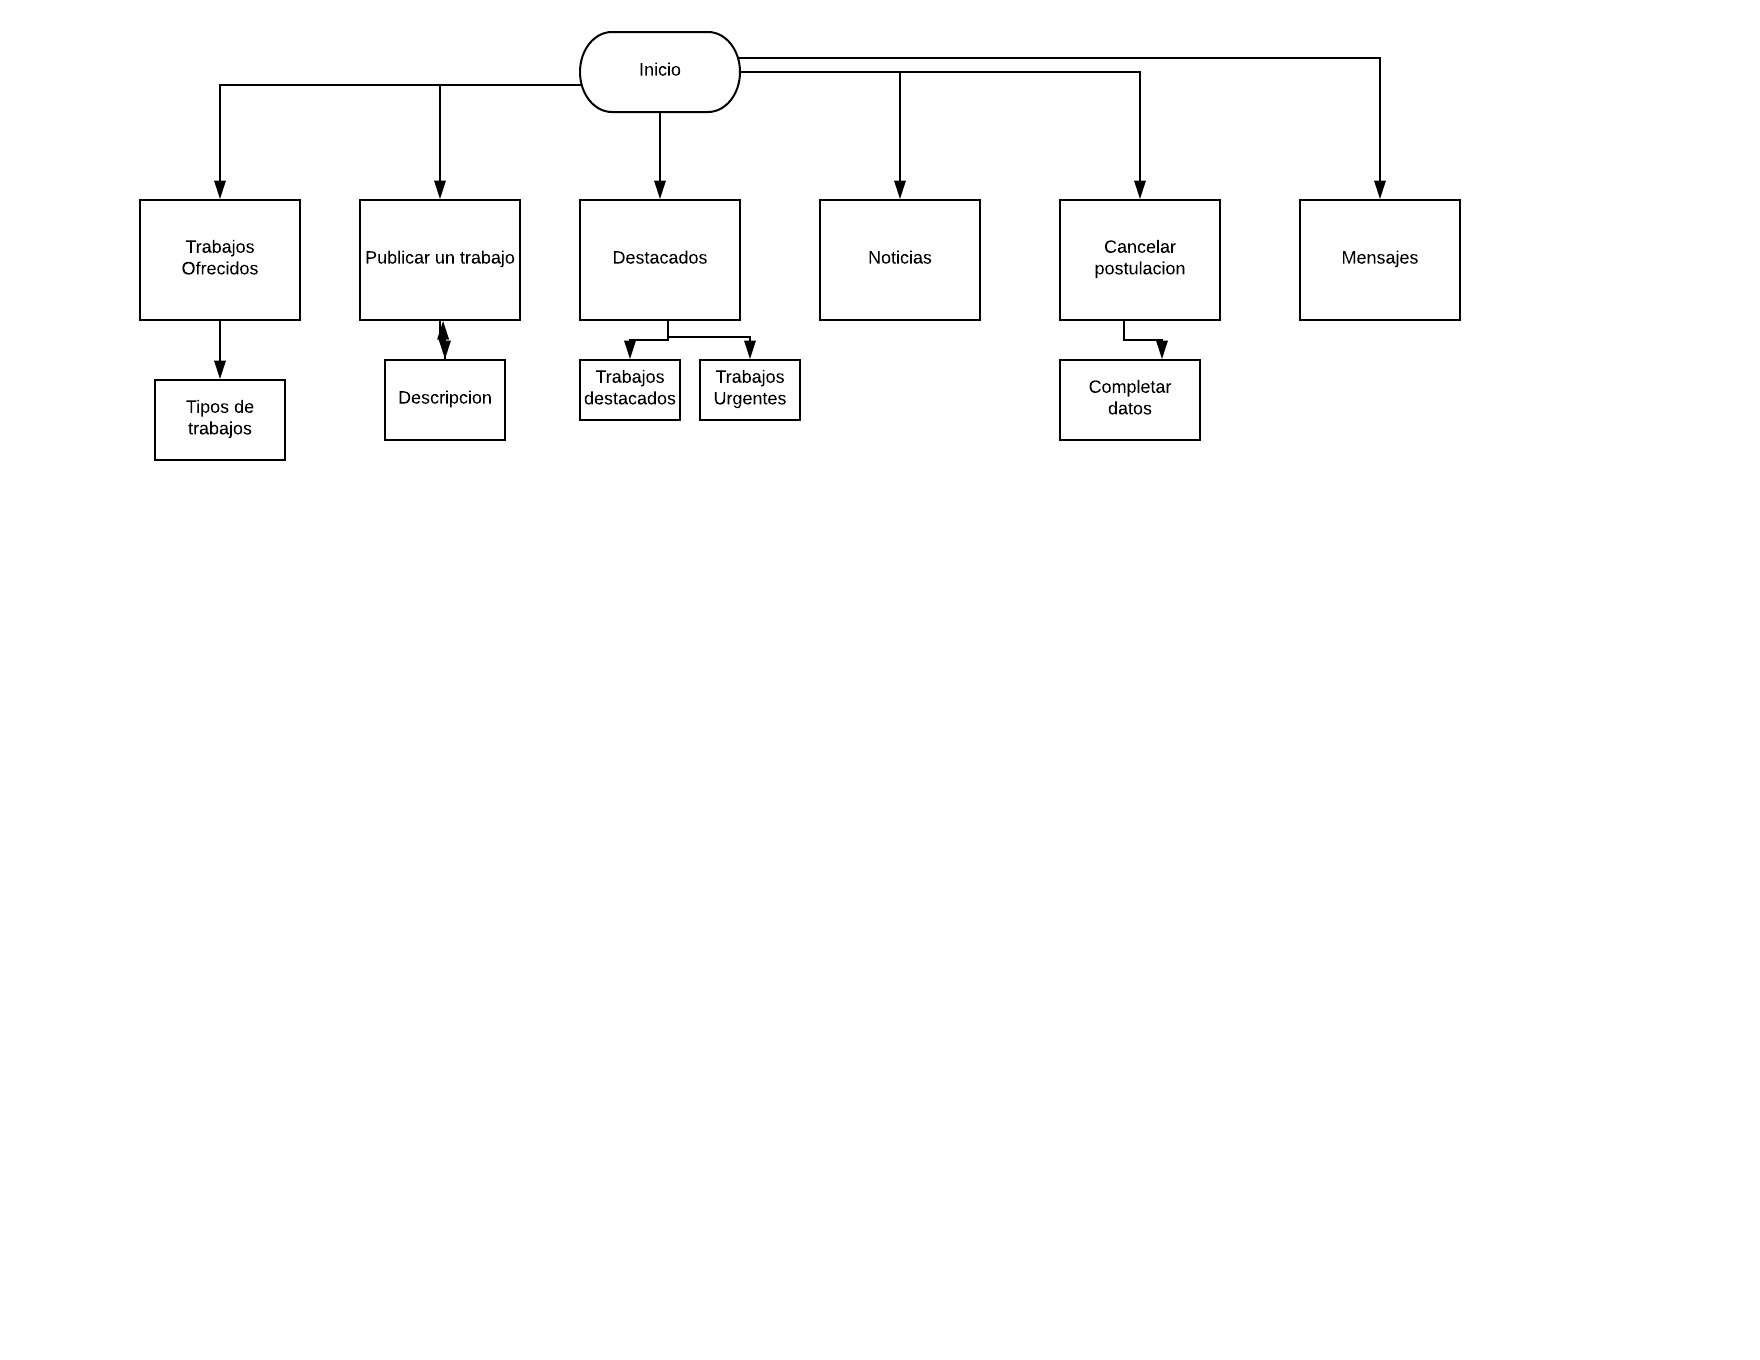 Inicio
Trabajos
Ofrecidos
Publicar un trabajo
Destacados
Noticias
Cancelar
postulacion
Mensajes
Tipos de
trabajos
Descripcion
Trabajos
destacados
Trabajos
Urgentes
Completar
datos